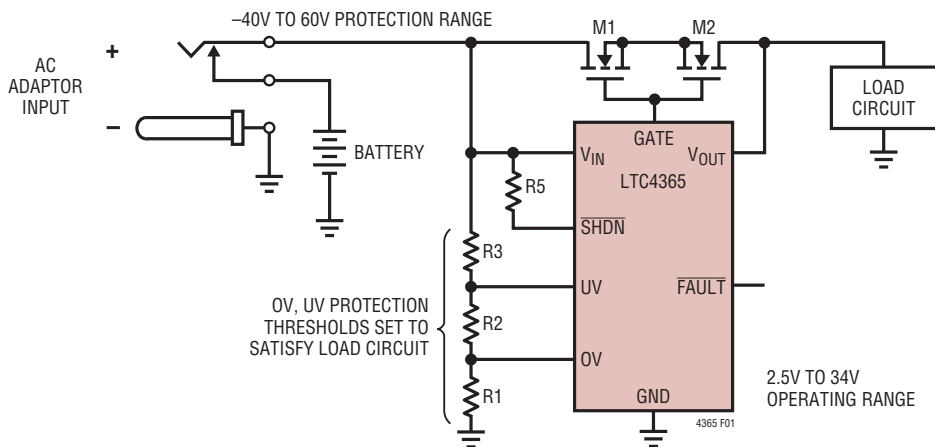 –40V TO 60V PROTECTION RANGE
M1
M2
+
AC
ADAPTOR
INPUT
–
BATTERY
LOAD
CIRCUIT
GATE
VIN
VOUT
LTC4365
R5
SHDN
R3
UV
FAULT
OV, UV PROTECTION
THRESHOLDS SET TO
SATISFY LOAD CIRCUIT
R2
OV
R1
GND
2.5V TO 34V
OPERATING RANGE
4365 F01